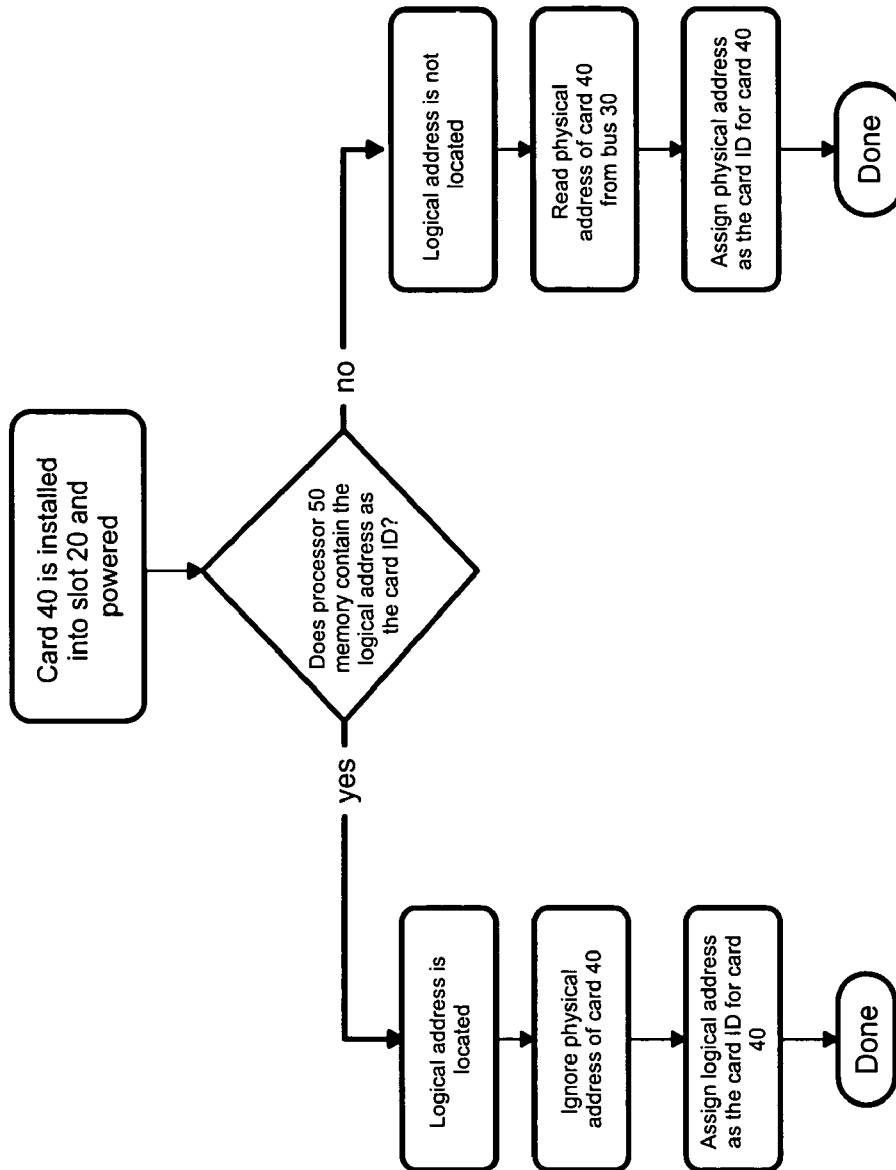 Card 40 is installed
into slot 20 and
powered
Does processor 50
memory contain the
logical address as
the card ID?
yes
Logical address is
located
Ignore physical
address of card 40
Assign logical address
as the card ID for card
40
Done
no
Logical address is not
located
Read physical
address of card 40
from bus 30
Assign physical address
as the card ID for card 40
Done